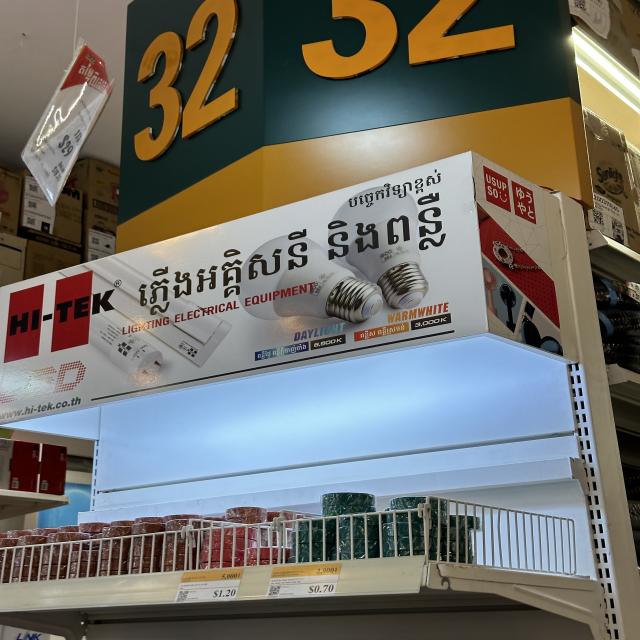 32
32
បច្ចេកវិទ្យាខ្ពស់
HI-TEK®
ភ្លើងអគ្គិសនី និងពន្លឺ
LIGHTING ELECTRICAL EQUIPMENT
DAYLIGHT
6,500K
WARMWHITE
3,000K
www.hi-tek.co.th
USUP
SO
ゆう
やと
$1.20
$0.70
LINK